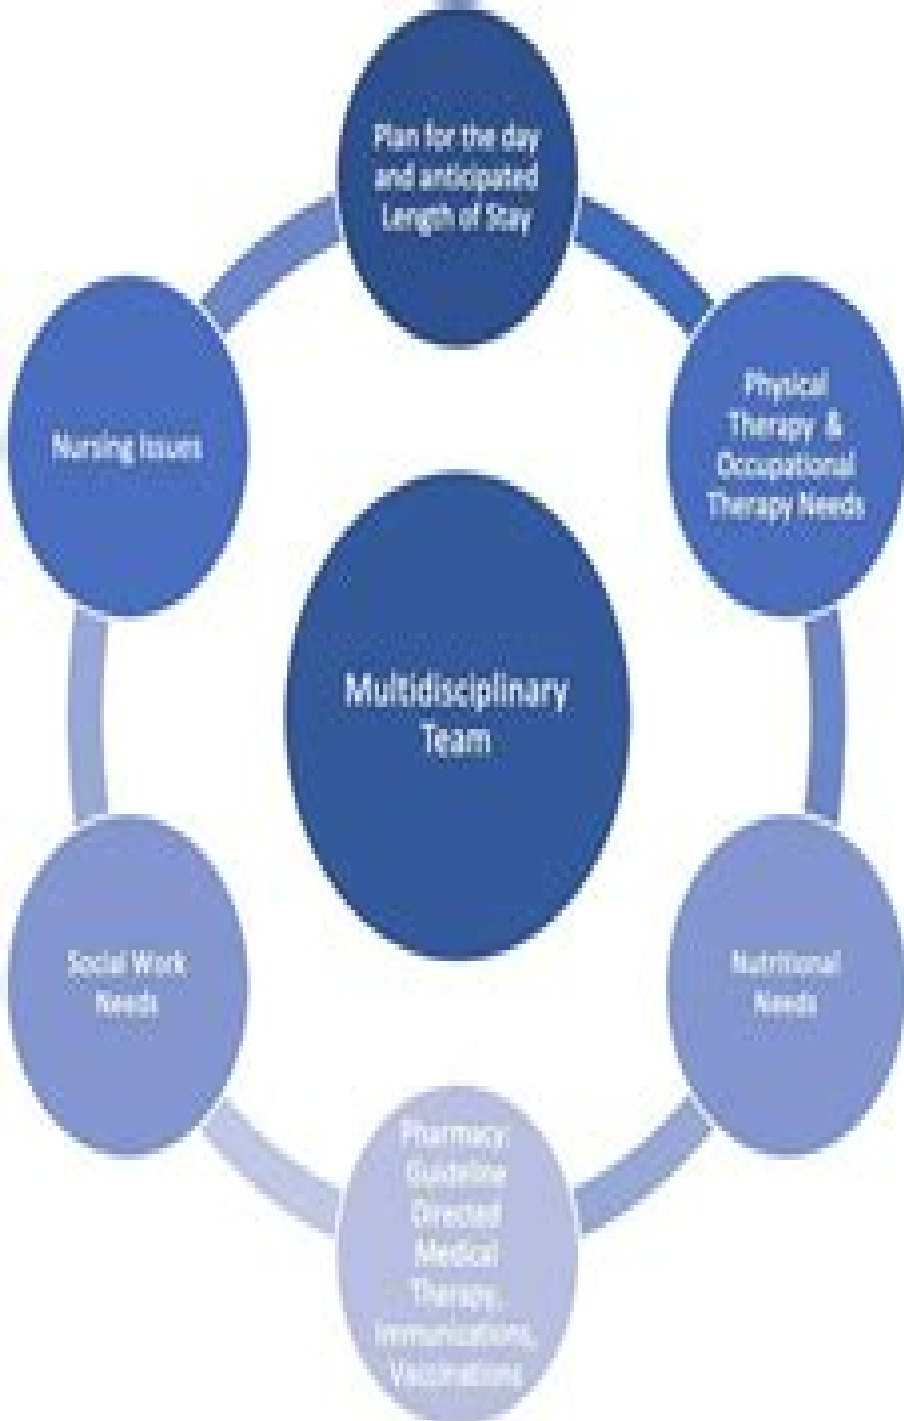 Plan for the day
and anticipated
Length of Stay
Physical
Therapy &
Occupational
Therapy Needs
Nutritional
Needs
Pharmacy:
Guideline
Directed
Medical
Therapy,
Immunizations,
Vaccinations
Social Work
Needs
Nursing Issues
Multidisciplinary
Team